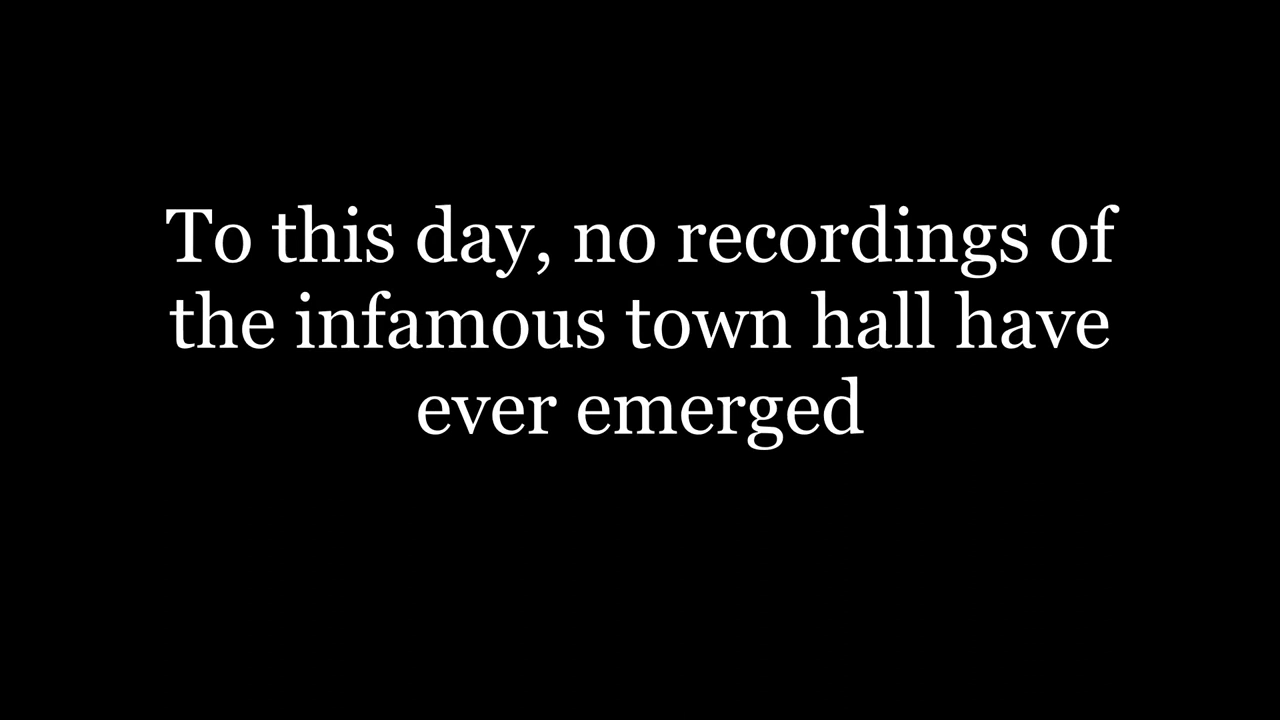 To this day, no recordings of
the infamous town hall have
ever emerged